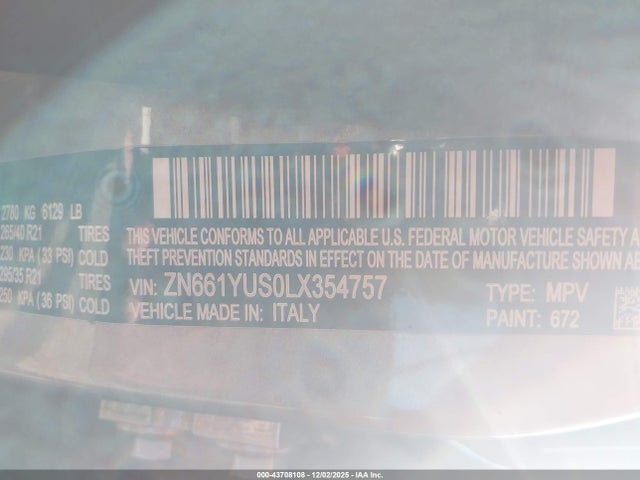 2780 KG 6129 LB
265/40 R21 TIRES
230 KPA (33 PSI) COLD
295/35 R21 TIRES
250 KPA (36 PSI) COLD
THIS VEHICLE CONFORMS TO ALL APPLICABLE U.S. FEDERAL MOTOR VEHICLE SAFETY A
THEFT PREVENTION STANDARDS IN EFFECT ON THE DATE OF MANUFACTURE SHOWN AB
VIN: ZN661YUS0LX354757 TYPE: MPV
VEHICLE MADE IN: ITALY PAINT: 672
000-43708108 - 12/02/2025 - IAA Inc.